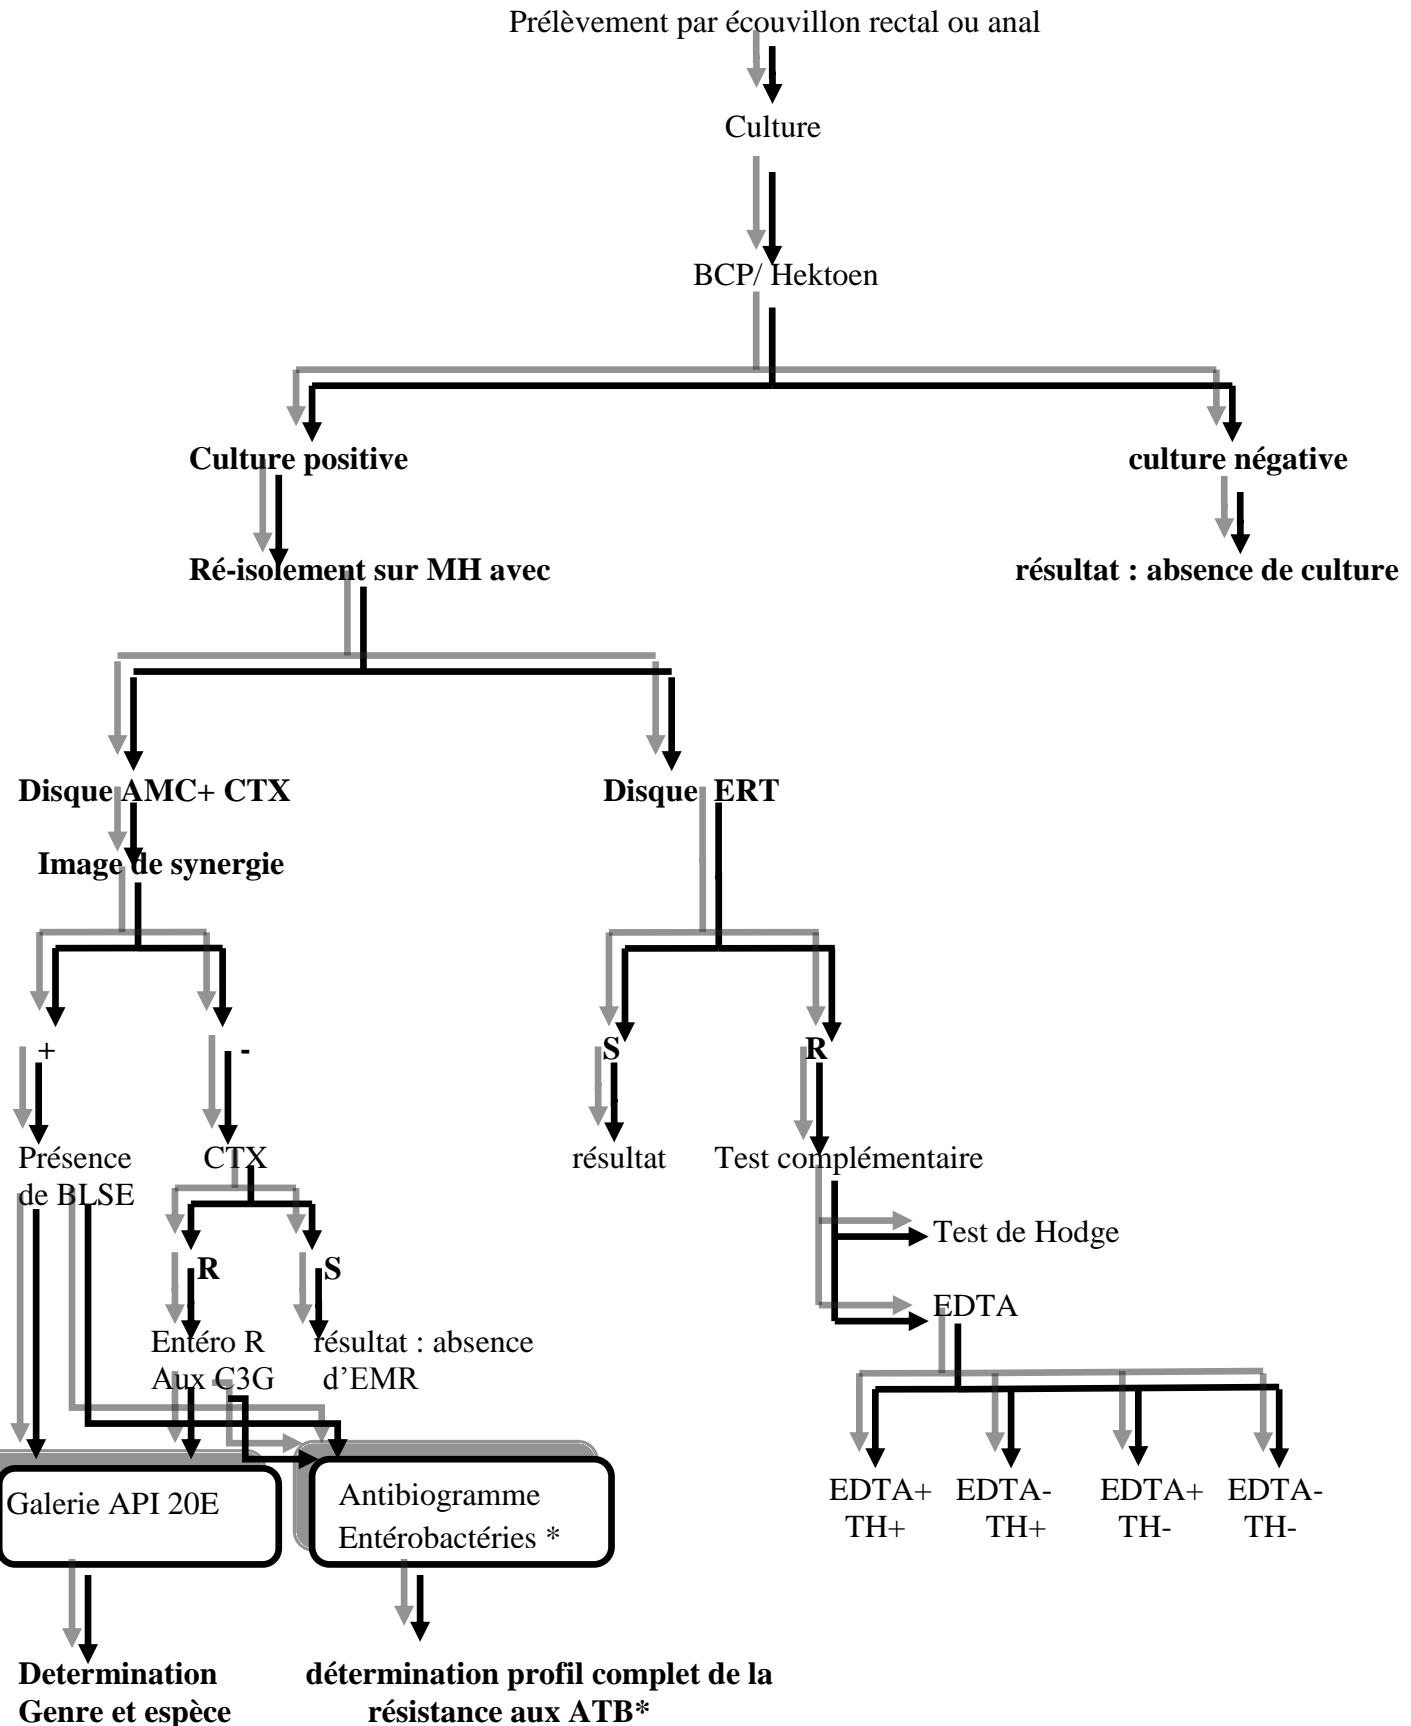 Prélèvement par écouvillon rectal ou anal
Culture
BCP/ Hektoen
Culture positive
culture négative
Ré-isolement sur MH avec
résultat : absence de culture
Disque AMC+ CTX
Disque ERT
Image de synergie
+
-
S
R
Présence
de BLSE
CTX
résultat
Test complémentaire
Test de Hodge
R
S
EDTA
Entéro R
Aux C3G
résultat : absence
d'EMR
EDTA+
TH+
EDTA-
TH+
EDTA+
TH-
EDTA-
TH-
Galerie API 20E
Antibiogramme
Entérobactéries *
Determination
Genre et espèce
détermination profil complet de la
résistance aux ATB*